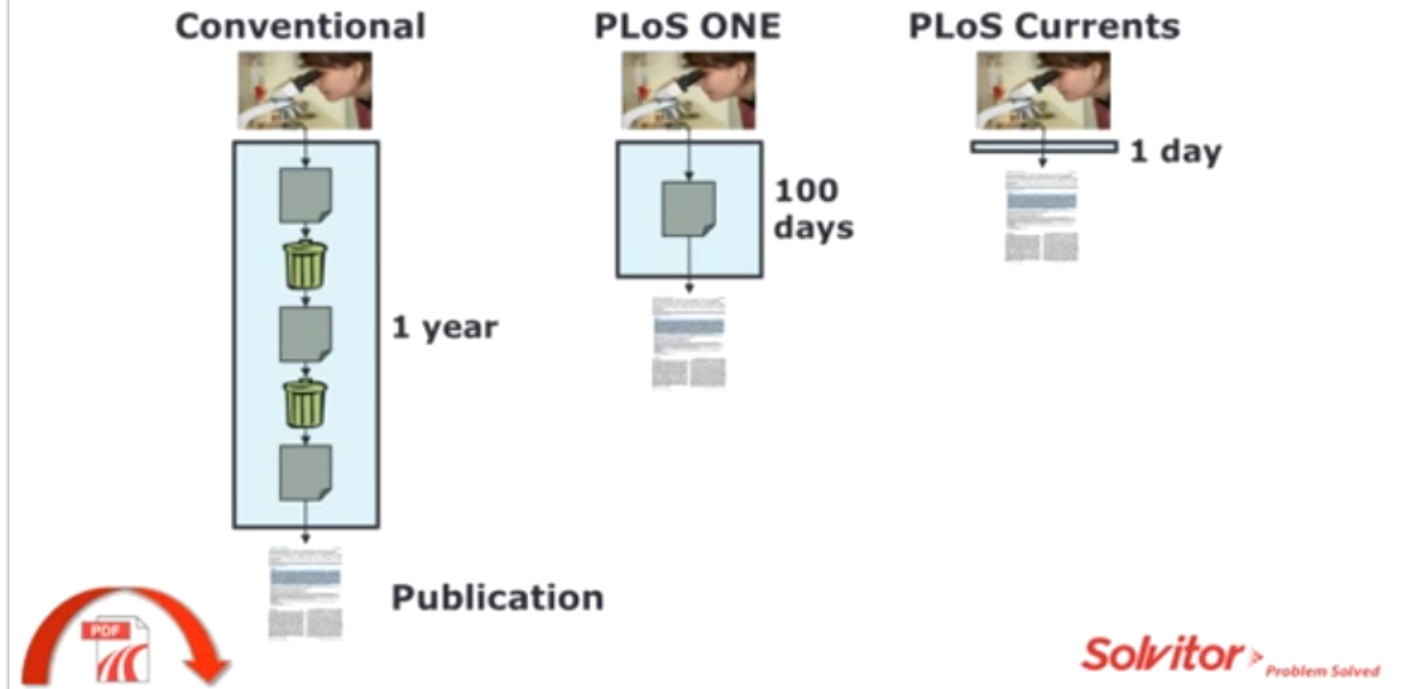 Conventional
PLoS ONE
PLoS Currents
1 day
100
days
1 year
Publication
PDF
Solvitor
Problem Solved